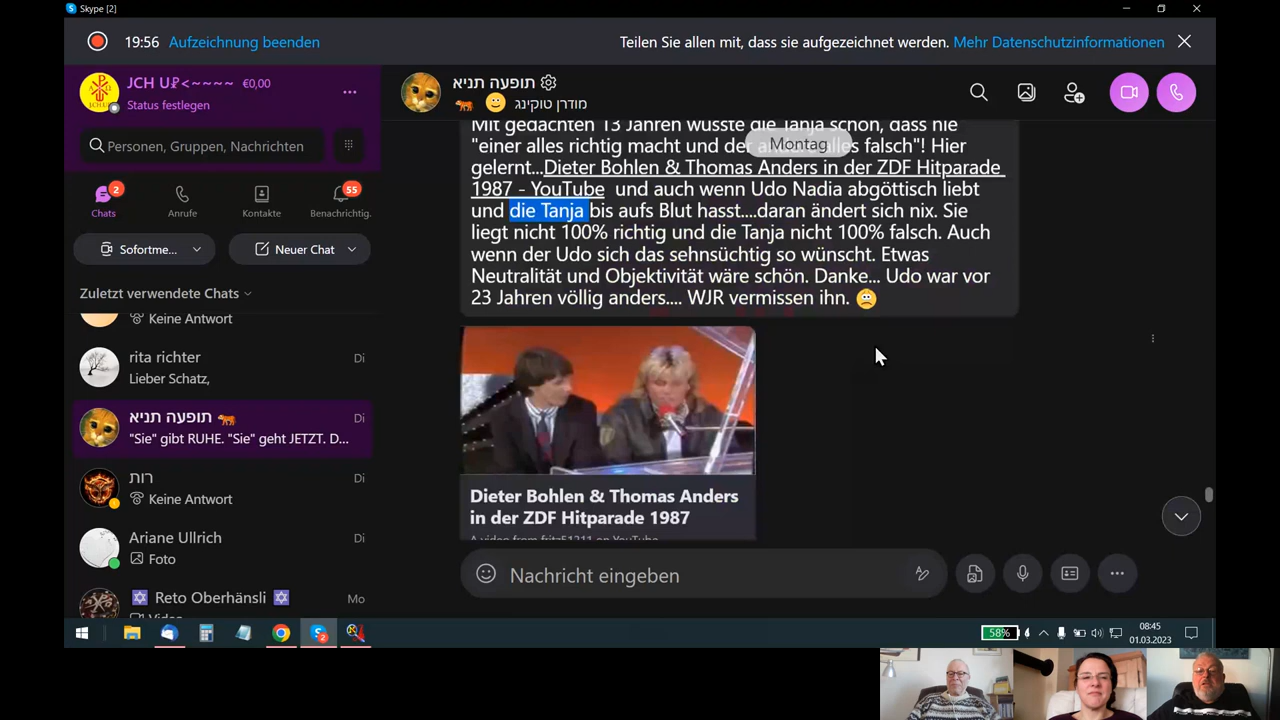 Skype [2]
19:56 Aufzeichnung beenden
Teilen Sie allen mit, dass sie aufgezeichnet werden. Mehr Datenschutzinformationen
€0,00
Status festlegen
Personen, Gruppen, Nachrichten
Chats 2
Anrufe
Kontakte
Benachrichtig. 55
Sofortme...
Neuer Chat
Zuletzt verwendete Chats
Keine Antwort
rita richter Di
Lieber Schatz,
תופעה תניא Di
"Sie" gibt RUHE. "Sie" geht JETZT. D...
רות Di
Keine Antwort
Ariane Ullrich Di
Foto
Reto Oberhänsli Mo
תופעה תניא
מודרן טוקינג
Mit gedachten 13 Jahren wusste die Tanja schon, dass nie
Montag
"einer alles richtig macht und der alles falsch"! Hier
gelernt...Dieter Bohlen & Thomas Anders in der ZDF Hitparade
1987 - YouTube und auch wenn Udo Nadia abgöttisch liebt
und die Tanja bis aufs Blut hasst....daran ändert sich nix. Sie
liegt nicht 100% richtig und die Tanja nicht 100% falsch. Auch
wenn der Udo sich das sehnsüchtig so wünscht. Etwas
Neutralität und Objektivität wäre schön. Danke... Udo war vor
23 Jahren völlig anders.... WJR vermissen ihn.
Dieter Bohlen & Thomas Anders
in der ZDF Hitparade 1987
Nachricht eingeben
58%
08:45
01.03.2023